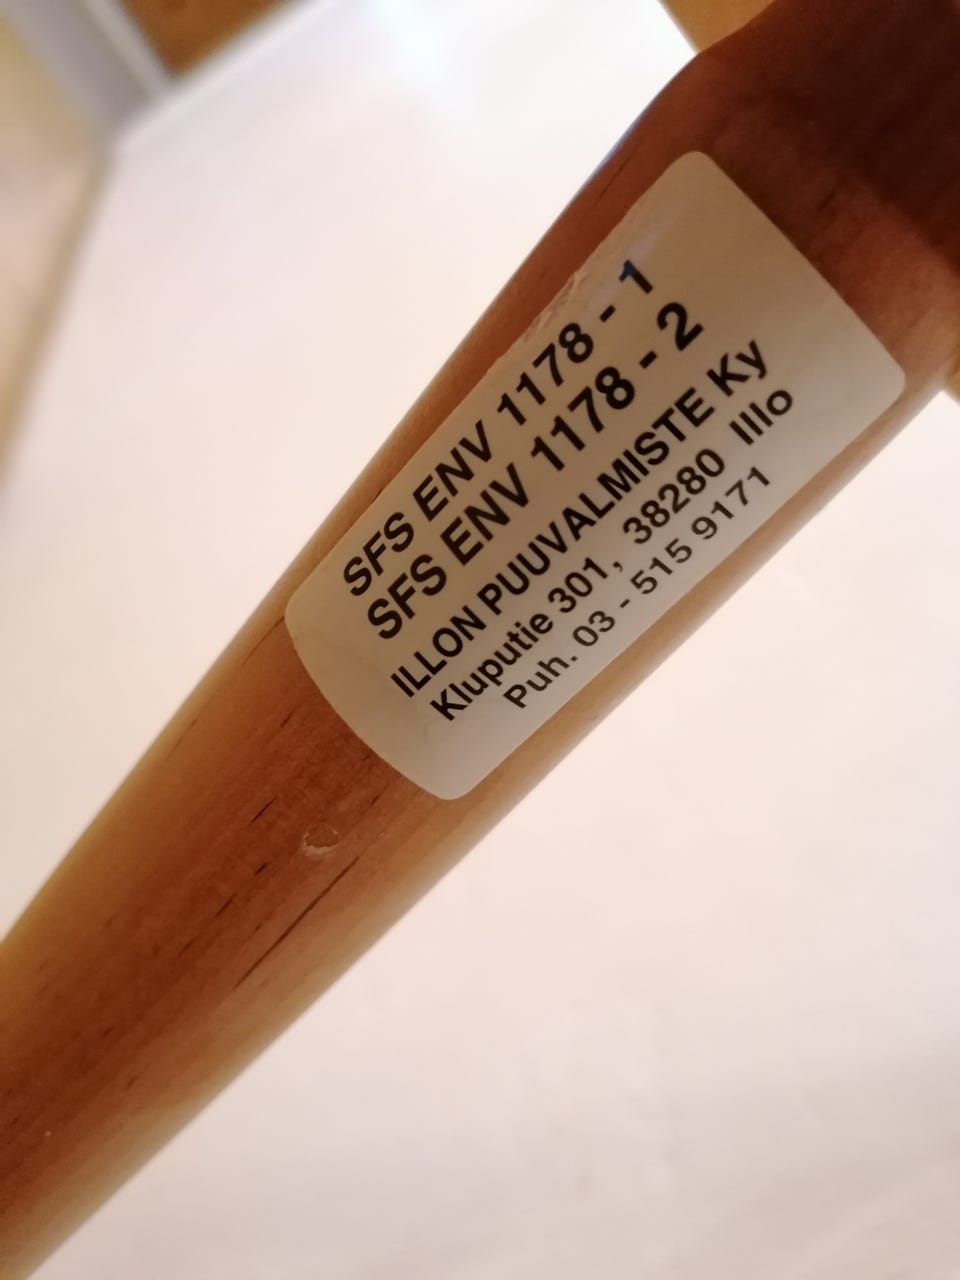 SFS ENV 1178 - 1
SFS ENV 1178 - 2
ILLON PUUVALMISTE Ky
Kluputie 301, 38280 Illo
Puh. 03 - 515 9171